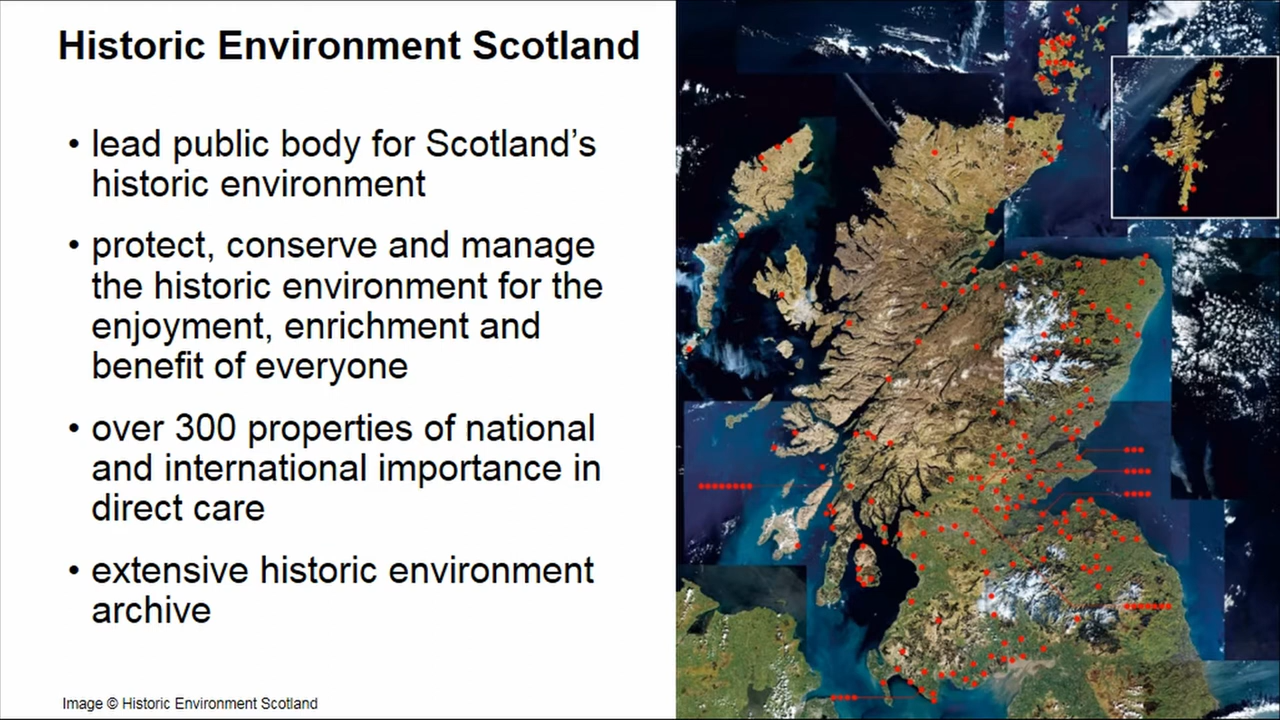 Historic Environment Scotland
• lead public body for Scotland’s
historic environment
• protect, conserve and manage
the historic environment for the
enjoyment, enrichment and
benefit of everyone
• over 300 properties of national
and international importance in
direct care
• extensive historic environment
archive
Image © Historic Environment Scotland